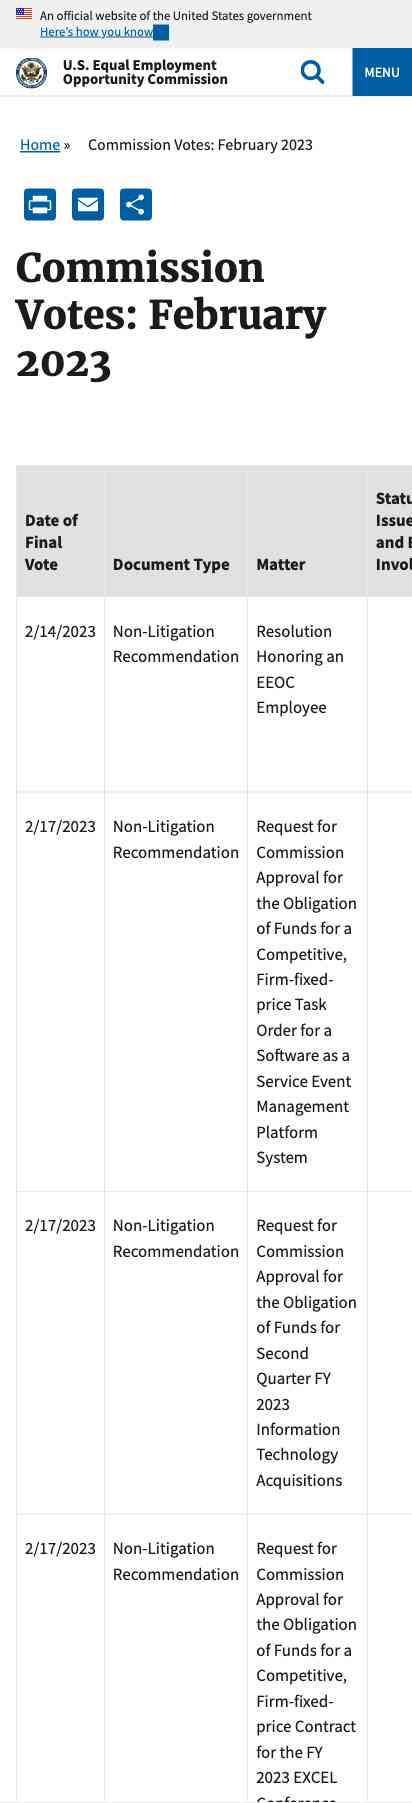 An official website of the United States government
Here's how you know
U.S. Equal Employment
Opportunity Commission
MENU
Home » Commission Votes: February 2023
Commission
Votes: February
2023
Date of
Final
Vote
Document Type
Matter
Statu
Issue
and
Invol
2/14/2023
Non-Litigation
Recommendation
Resolution
Honoring an
EEOC
Employee
2/17/2023
Non-Litigation
Recommendation
Request for
Commission
Approval for
the Obligation
of Funds for a
Competitive,
Firm-fixed-
price Task
Order for a
Software as a
Service Event
Management
Platform
System
2/17/2023
Non-Litigation
Recommendation
Request for
Commission
Approval for
the Obligation
of Funds for
Second
Quarter FY
2023
Information
Technology
Acquisitions
2/17/2023
Non-Litigation
Recommendation
Request for
Commission
Approval for
the Obligation
of Funds for a
Competitive,
Firm-fixed-
price Contract
for the FY
2023 EXCEL